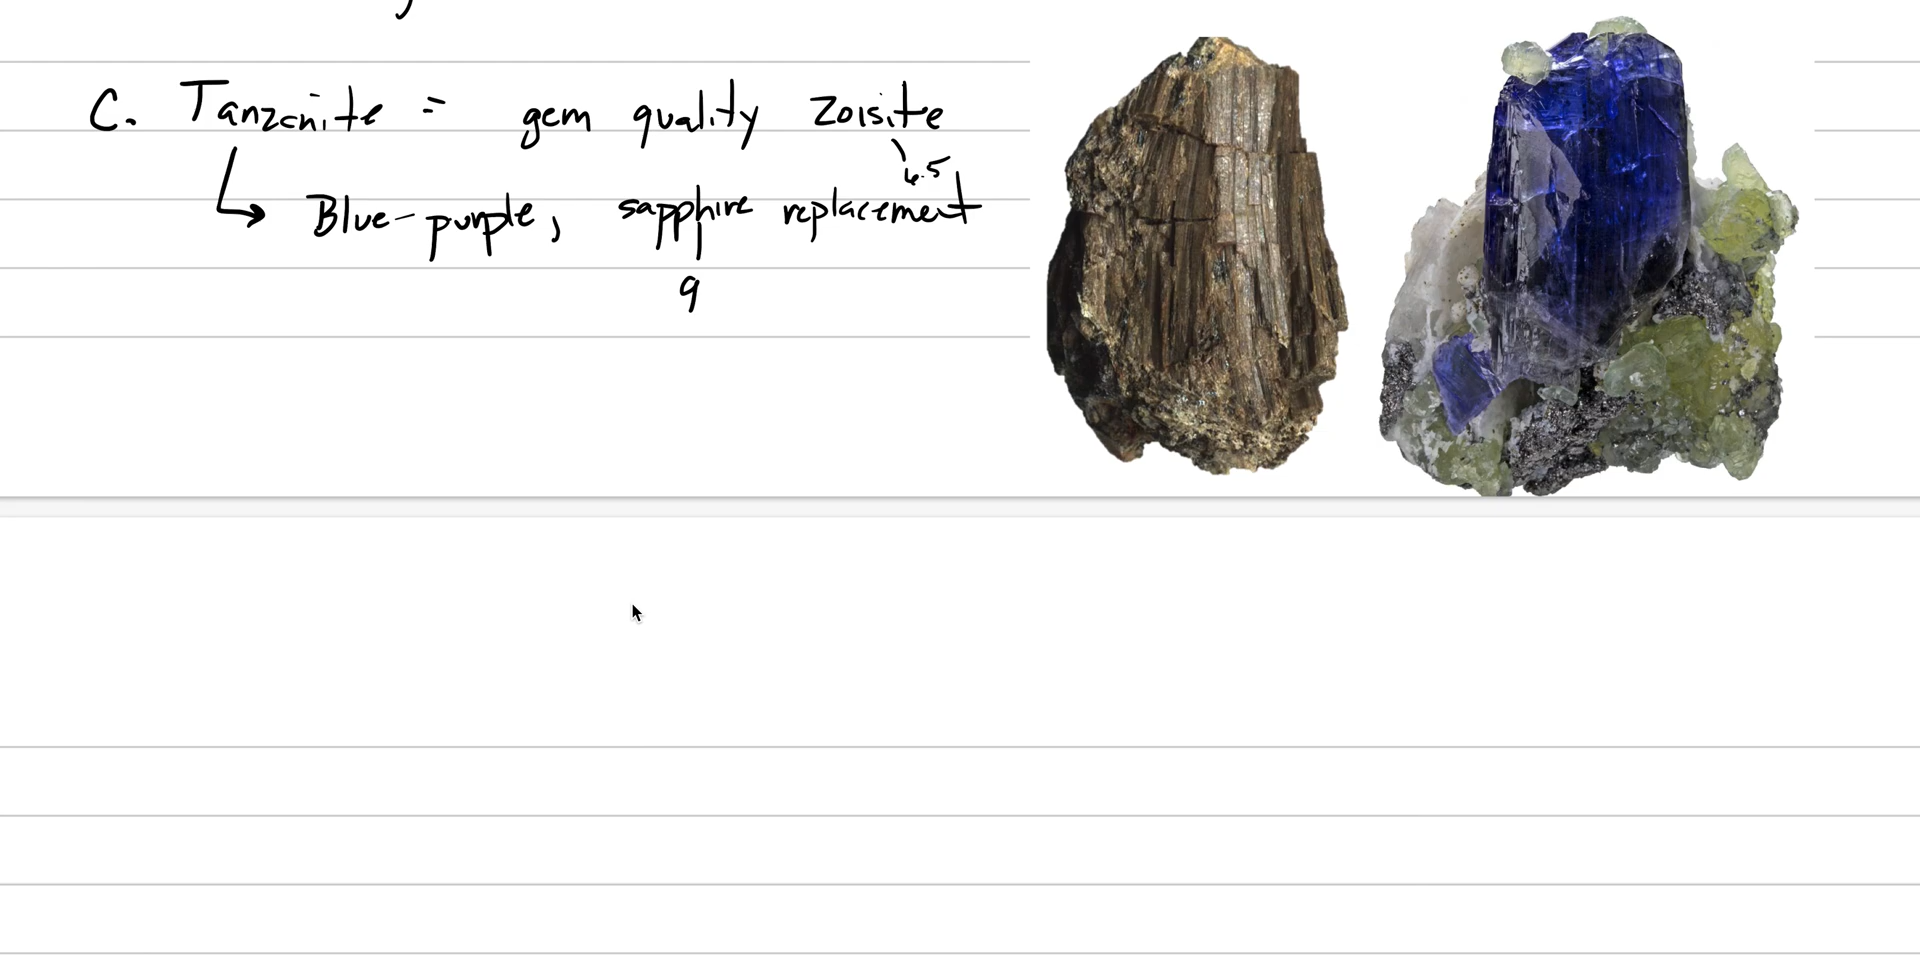 C. Tanzanite = gem quality zoisite
6.5
Blue-purple, sapphire replacement
9